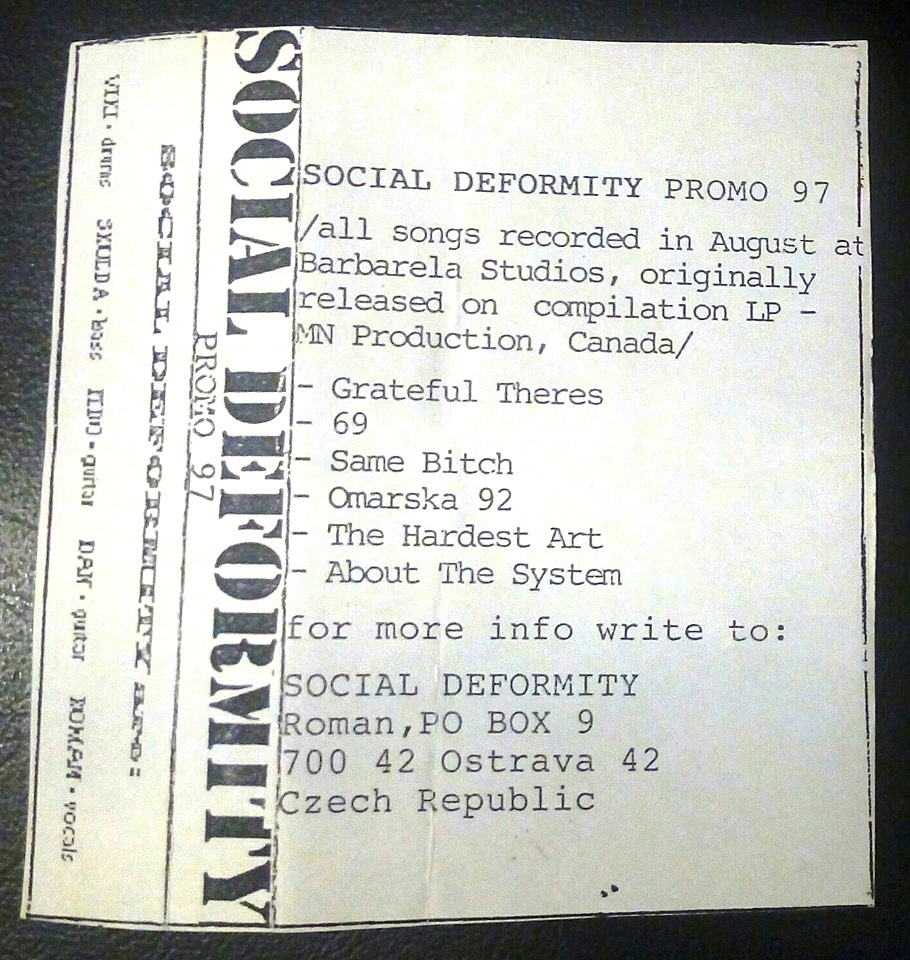 VIXI · drums SKULDA · bass TEDO · guitar DAN · guitar ROMAN · vocals
SOCIAL DEFORMITY
SOCIAL DEFORMITY
PROMO 97
SOCIAL DEFORMITY PROMO 97
/all songs recorded in August at
Barbarela Studios, originally
released on compilation LP -
MN Production, Canada/
- Grateful Theres
- 69
- Same Bitch
- Omarska 92
- The Hardest Art
- About The System
for more info write to:
SOCIAL DEFORMITY
Roman,PO BOX 9
700 42 Ostrava 42
Czech Republic